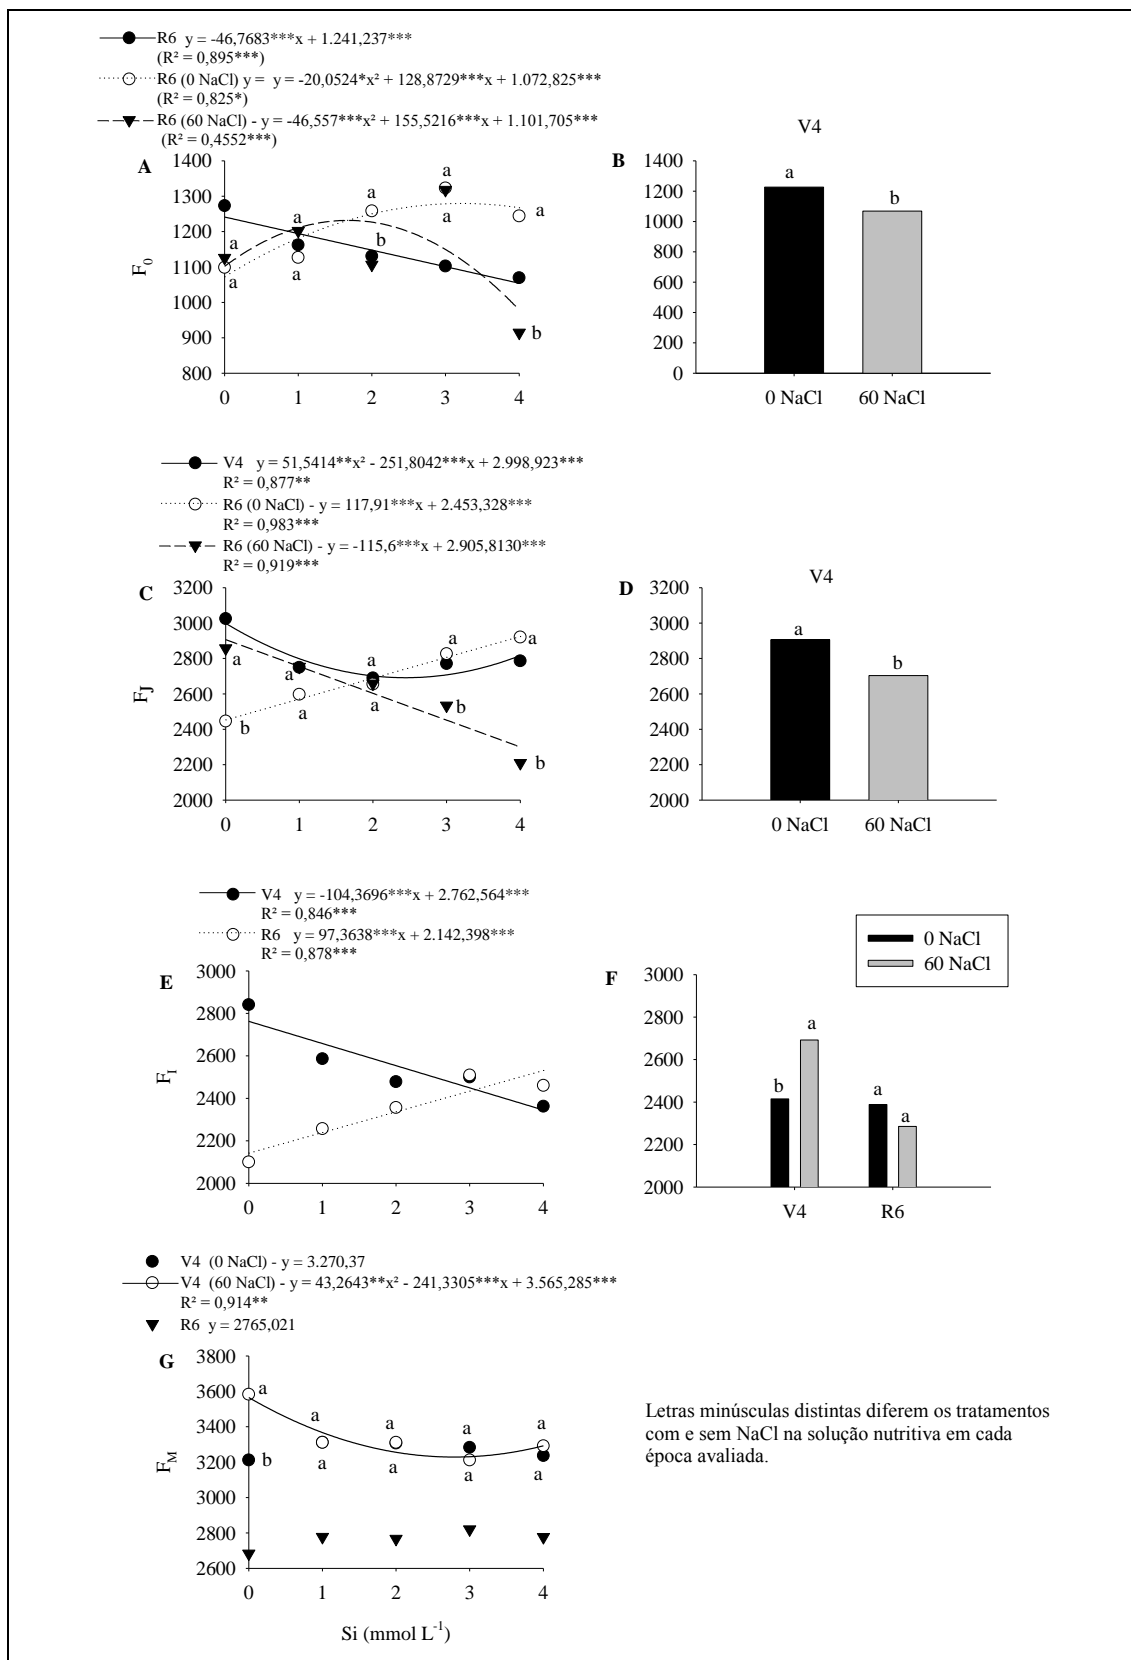 R6 y = -46,7683***x + 1.241,237***
(R² = 0,895***)
R6 (0 NaCl) y = y = -20,0524*x² + 128,8729***x + 1.072,825***
(R² = 0,825*)
R6 (60 NaCl) - y = -46,557***x² + 155,5216***x + 1.101,705***
(R² = 0,4552***)
A
1400
1300
1200
1100
1000
900
800
F0
0 1 2 3 4
a
a
a
a
a
b
a
a
a
b
V4
B
1400
1200
1000
800
600
400
200
0
a
b
0 NaCl 60 NaCl
V4 y = 51,5414**x² - 251,8042***x + 2.998,923***
R² = 0,877**
R6 (0 NaCl) - y = 117,91***x + 2.453,328***
R² = 0,983***
R6 (60 NaCl) - y = -115,6***x + 2.905,8130***
R² = 0,919***
C
3200
3000
2800
2600
2400
2200
2000
FJ
0 1 2 3 4
a
b
a
a
a
a
a
b
a
b
V4
D
3200
3000
2800
2600
2400
2200
2000
a
b
0 NaCl 60 NaCl
V4 y = -104,3696***x + 2.762,564***
R² = 0,846***
R6 y = 97,3638***x + 2.142,398***
R² = 0,878***
E
3000
2800
2600
2400
2200
2000
FI
0 1 2 3 4
0 NaCl
60 NaCl
F
3000
2800
2600
2400
2200
2000
b
a
a
a
V4 R6
V4 (0 NaCl) - y = 3.270,37
V4 (60 NaCl) - y = 43,2643**x² - 241,3305***x + 3.565,285***
R² = 0,914**
R6 y = 2765,021
G
3800
3600
3400
3200
3000
2800
2600
FM
0 1 2 3 4
a
b
a
a
a
a
a
a
a
a
Si (mmol L-1)
Letras minúsculas distintas diferem os tratamentos
com e sem NaCl na solução nutritiva em cada
época avaliada.